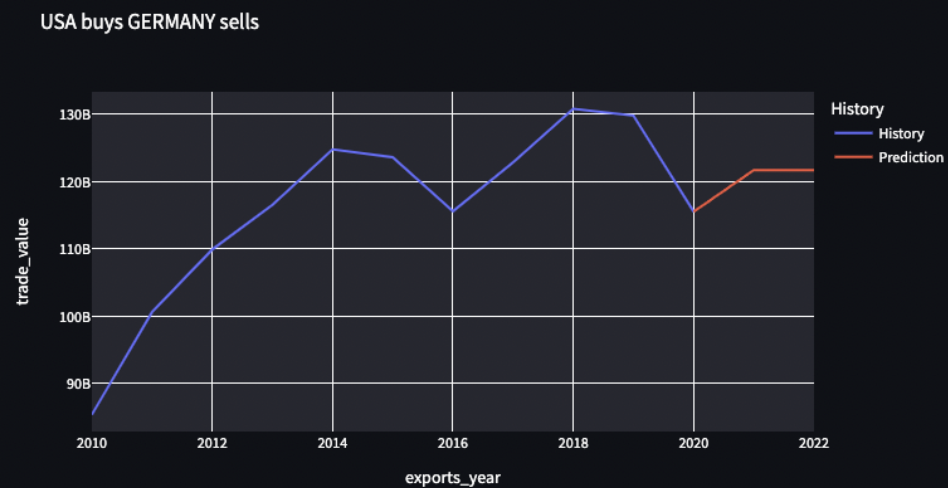 USA buys GERMANY sells
History
History
Prediction
trade_value
130B
120B
110B
100B
90B
2010 2012 2014 2016 2018 2020 2022
exports_year